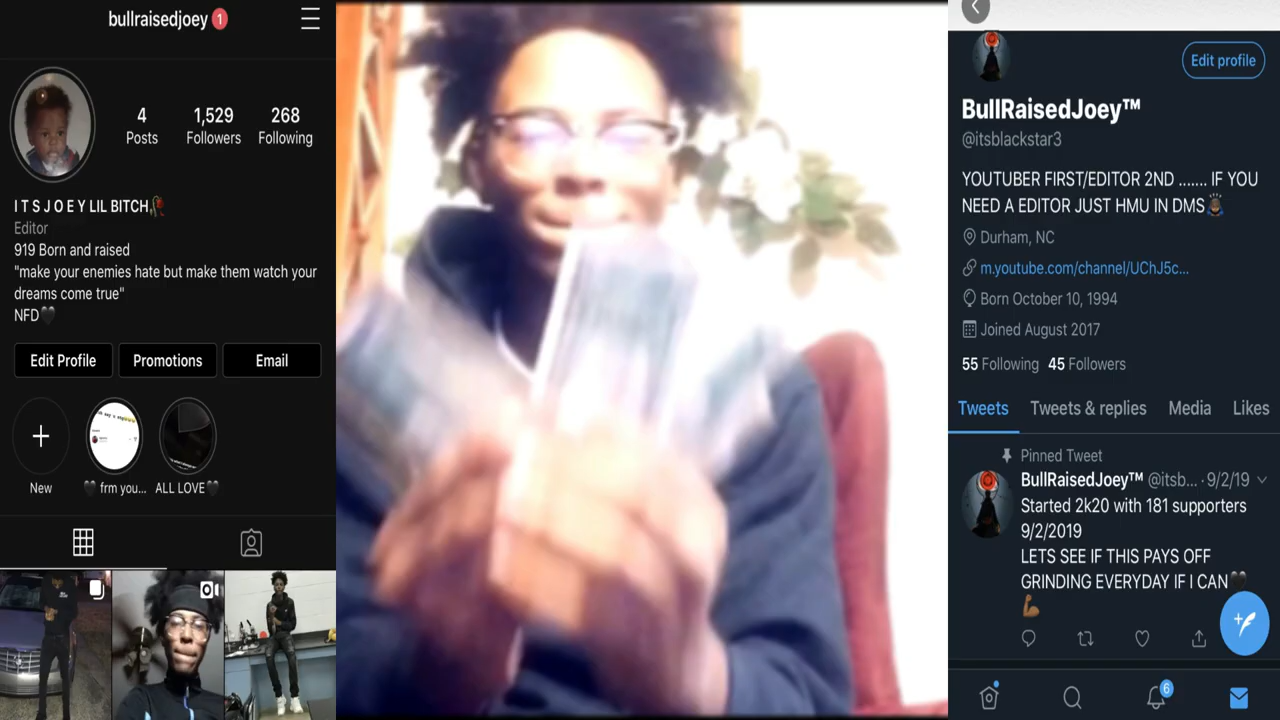 bullraisedjoey 1
4
Posts
1,529
Followers
268
Following
I T S J O E Y LIL BITCH🥀
Editor
919 Born and raised
"make your enemies hate but make them watch your
dreams come true"
NFD🖤
Edit Profile
Promotions
Email
New
🖤 frm you...
ALL LOVE🖤
Edit profile
BullRaisedJoey™
@itsblackstar3
YOUTUBER FIRST/EDITOR 2ND ....... IF YOU
NEED A EDITOR JUST HMU IN DMS🙇🏿‍♂️
Durham, NC
m.youtube.com/channel/UChJ5c...
Born October 10, 1994
Joined August 2017
55 Following 45 Followers
Tweets Tweets & replies Media Likes
Pinned Tweet
BullRaisedJoey™ @itsb... · 9/2/19
Started 2k20 with 181 supporters
9/2/2019
LETS SEE IF THIS PAYS OFF
GRINDING EVERYDAY IF I CAN🖤
💪🏾
6